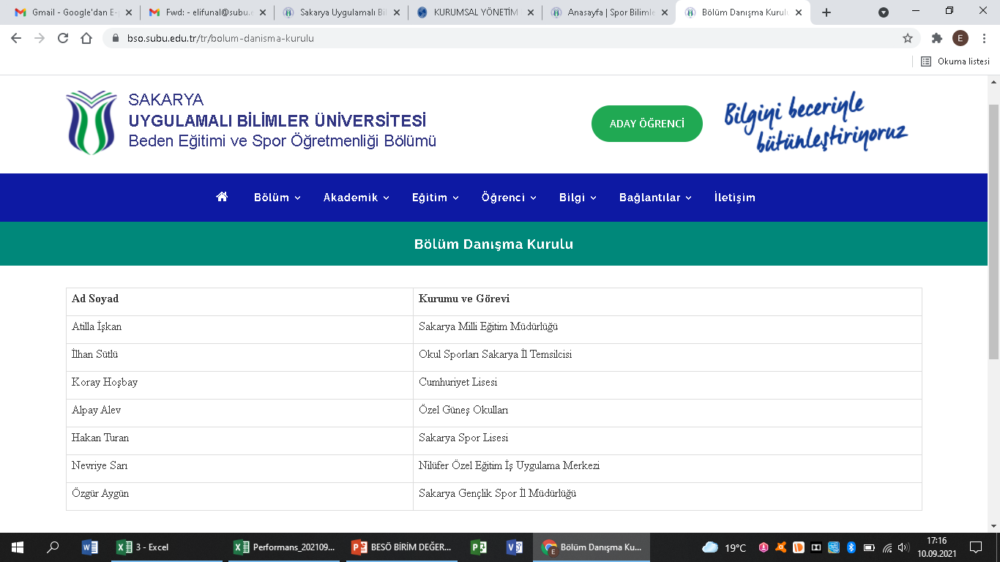 Gmail - Google'dan E-p
Fwd: - elifunal@subu.e
Sakarya Uygulamalı Bil
KURUMSAL YÖNETİM
Anasayfa | Spor Bilimle
Bölüm Danışma Kurulu
bso.subu.edu.tr/tr/bolum-danisma-kurulu
E
Okuma listesi
SAKARYA
UYGULAMALI BİLİMLER ÜNİVERSİTESİ
Beden Eğitimi ve Spor Öğretmenliği Bölümü
ADAY ÖĞRENCİ
Bilgiyi beceriyle
bütünleştiriyoruz
Bölüm Akademik Eğitim Öğrenci Bilgi Bağlantılar İletişim
Bölüm Danışma Kurulu
Ad Soyad Kurumu ve Görevi
Atilla İşkan Sakarya Milli Eğitim Müdürlüğü
İlhan Sütlü Okul Sporları Sakarya İl Temsilcisi
Koray Hoşbay Cumhuriyet Lisesi
Alpay Alev Özel Güneş Okulları
Hakan Turan Sakarya Spor Lisesi
Nevriye Sarı Nilüfer Özel Eğitim İş Uygulama Merkezi
Özgür Aygün Sakarya Gençlik Spor İl Müdürlüğü
3 - Excel
Performans_202109...
BESÖ BİRİM DEĞER...
Bölüm Danışma Ku...
19°C
17:16
10.09.2021